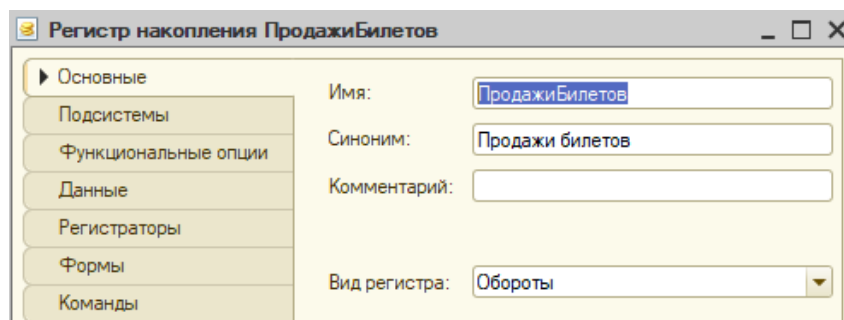 Регистр накопления ПродажиБилетов
Основные
Подсистемы
Функциональные опции
Данные
Регистраторы
Формы
Команды
Имя: ПродажиБилетов
Синоним: Продажи билетов
Комментарий:
Вид регистра: Обороты